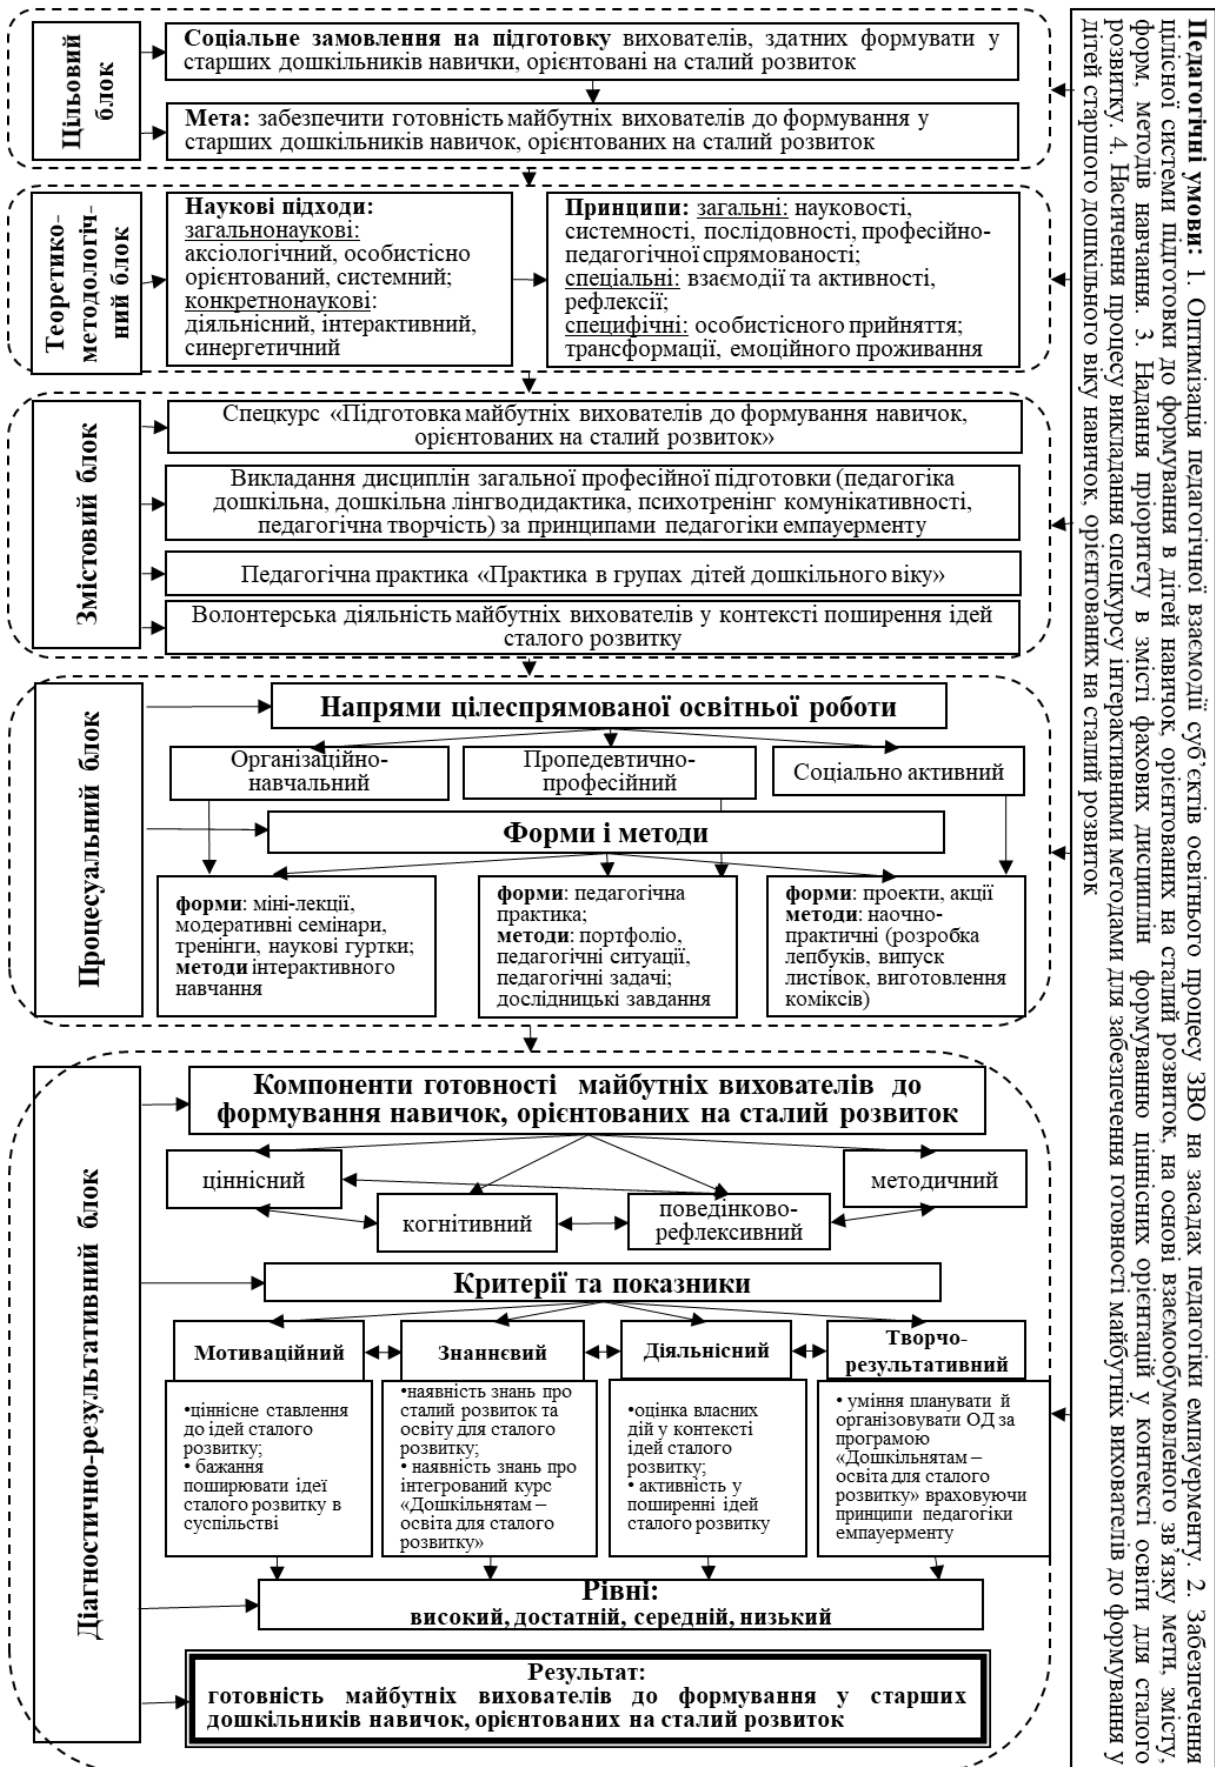 Цільовий
блок
Соціальне замовлення на підготовку вихователів, здатних формувати у
старших дошкільників навички, орієнтовані на сталий розвиток
Мета: забезпечити готовність майбутніх вихователів до формування у
старших дошкільників навичок, орієнтованих на сталий розвиток
Теоретико-
методологіч-
ний блок
Наукові підходи:
загальнонаукові:
аксіологічний, особистісно
орієнтований, системний;
конкретнонаукові:
діяльнісний, інтерактивний,
синергетичний
Принципи: загальні: науковості,
системності, послідовності, професійно-
педагогічної спрямованості;
спеціальні: взаємодії та активності,
рефлексії;
специфічні: особистісного прийняття;
трансформації, емоційного проживання
Змістовий блок
Спецкурс «Підготовка майбутніх вихователів до формування навичок,
орієнтованих на сталий розвиток»
Викладання дисциплін загальної професійної підготовки (педагогіка
дошкільна, дошкільна лінгводидактика, психотренінг комунікативності,
педагогічна творчість) за принципами педагогіки емпауерменту
Педагогічна практика «Практика в групах дітей дошкільного віку»
Волонтерська діяльність майбутніх вихователів у контексті поширення ідей
сталого розвитку
Процесуальний блок
Напрями цілеспрямованої освітньої роботи
Організаційно-
навчальний
Пропедевтично-
професійний
Соціально активний
Форми і методи
форми: міні-лекції,
модеративні семінари,
тренінги, наукові гуртки;
методи інтерактивного
навчання
форми: педагогічна
практика;
методи: портфоліо,
педагогічні ситуації,
педагогічні задачі;
дослідницькі завдання
форми: проекти, акції
методи: наочно-
практичні (розробка
лепбуків, випуск
листівок, виготовлення
коміксів)
Діагностично-результативний блок
Компоненти готовності майбутніх вихователів до
формування навичок, орієнтованих на сталий розвиток
ціннісний
когнітивний
поведінково-
рефлексивний
методичний
Критерії та показники
Мотиваційний
Знаннєвий
Діяльнісний
Творчо-
результативний
•ціннісне ставлення
до ідей сталого
розвитку;
• бажання
поширювати ідеї
сталого розвитку в
суспільстві
•наявність знань про
сталий розвиток та
освіту для сталого
розвитку;
• наявність знань про
інтегрований курс
«Дошкільнятам –
освіта для сталого
розвитку»
•оцінка власних
дій у контексті
ідей сталого
розвитку;
• активність у
поширенні ідей
сталого розвитку
• уміння планувати й
організовувати ОД за
програмою
«Дошкільнятам –
освіта для сталого
розвитку» враховуючи
принципи педагогіки
емпауерменту
Рівні:
високий, достатній, середній, низький
Результат:
готовність майбутніх вихователів до формування у старших
дошкільників навичок, орієнтованих на сталий розвиток
Педагогічні умови: 1. Оптимізація педагогічної взаємодії суб’єктів освітнього процесу ЗВО на засадах педагогіки емпауерменту. 2. Забезпечення
цілісної системи підготовки до формування в дітей навичок, орієнтованих на сталий розвиток, на основі взаємообумовленого зв’язку мети, змісту,
форм, методів навчання. 3. Надання пріоритету в змісті фахових дисциплін формуванню ціннісних орієнтацій у контексті освіти для сталого
розвитку. 4. Насичення процесу викладання спецкурсу інтерактивними методами для забезпечення готовності майбутніх вихователів до формування у
дітей старшого дошкільного віку навичок, орієнтованих на сталий розвиток